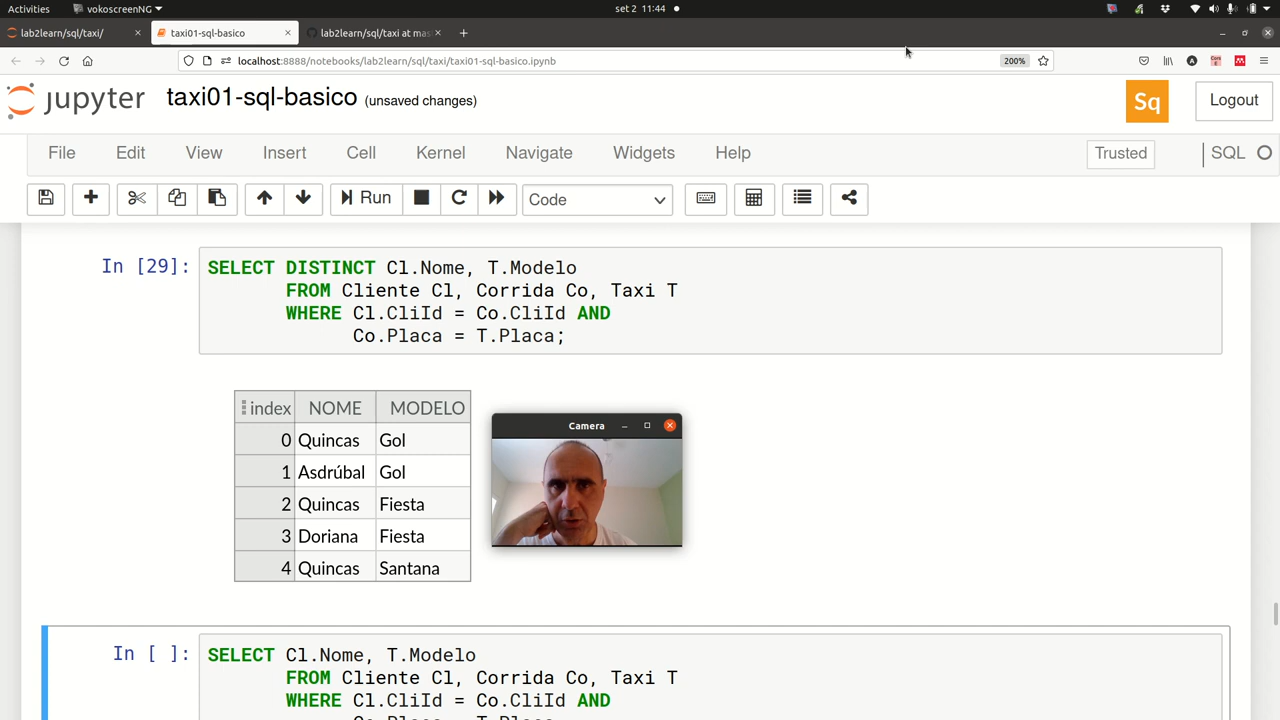 Activities
vokoscreenNG
set 2 11:44
lab2learn/sql/taxi/
taxi01-sql-basico
lab2learn/sql/taxi at mas
localhost:8888/notebooks/lab2learn/sql/taxi/taxi01-sql-basico.ipynb
200%
jupyter taxi01-sql-basico (unsaved changes)
Sq
Logout
File Edit View Insert Cell Kernel Navigate Widgets Help
Trusted
SQL
Run
Code
In [29]:
SELECT DISTINCT Cl.Nome, T.Modelo
FROM Cliente Cl, Corrida Co, Taxi T
WHERE Cl.CliId = Co.CliId AND
Co.Placa = T.Placa;
index NOME MODELO
0 Quincas Gol
1 Asdrúbal Gol
2 Quincas Fiesta
3 Doriana Fiesta
4 Quincas Santana
Camera
In [ ]:
SELECT Cl.Nome, T.Modelo
FROM Cliente Cl, Corrida Co, Taxi T
WHERE Cl.CliId = Co.CliId AND